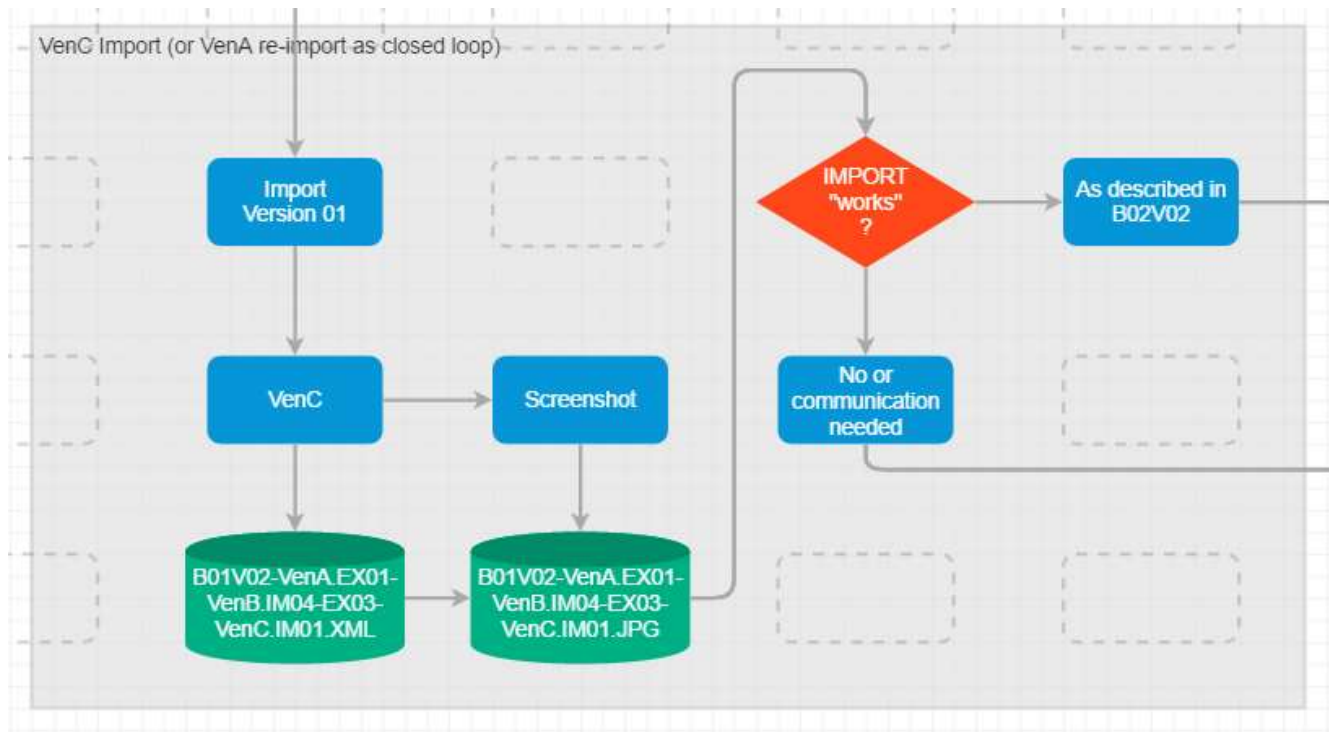 VenC Import (or VenA re-import as closed loop)
Import
Version 01
IMPORT
"works"
?
As described in
B02V02
VenC
Screenshot
No or
communication
needed
B01V02-VenA.EX01-
VenB.IM04-EX03-
VenC.IM01.XML
B01V02-VenA.EX01-
VenB.IM04-EX03-
VenC.IM01.JPG